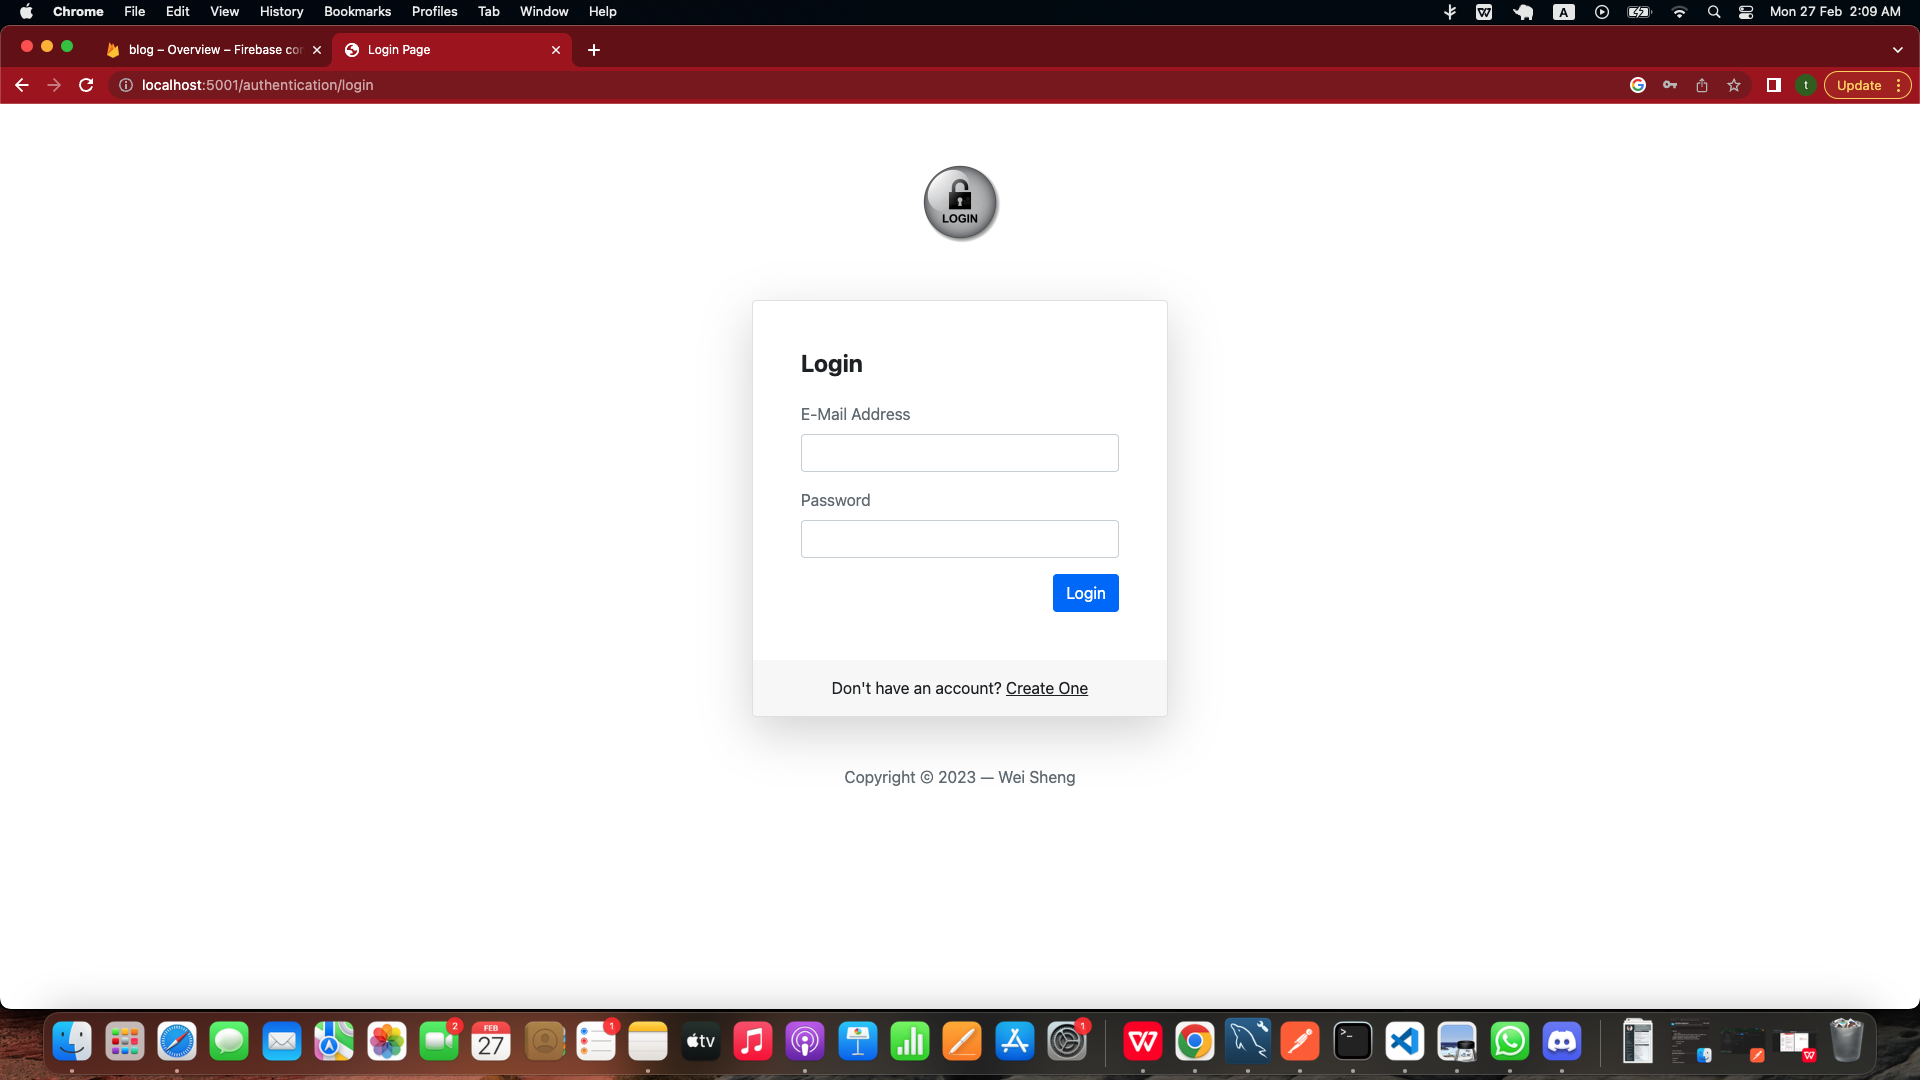 Chrome File Edit View History Bookmarks Profiles Tab Window Help A Mon 27 Feb 2:09 AM
blog – Overview – Firebase cor Login Page
localhost:5001/authentication/login t Update
LOGIN
Login
E-Mail Address
Password
Login
Don't have an account? Create One
Copyright © 2023 — Wei Sheng
2 FEB 27 1 tv 1